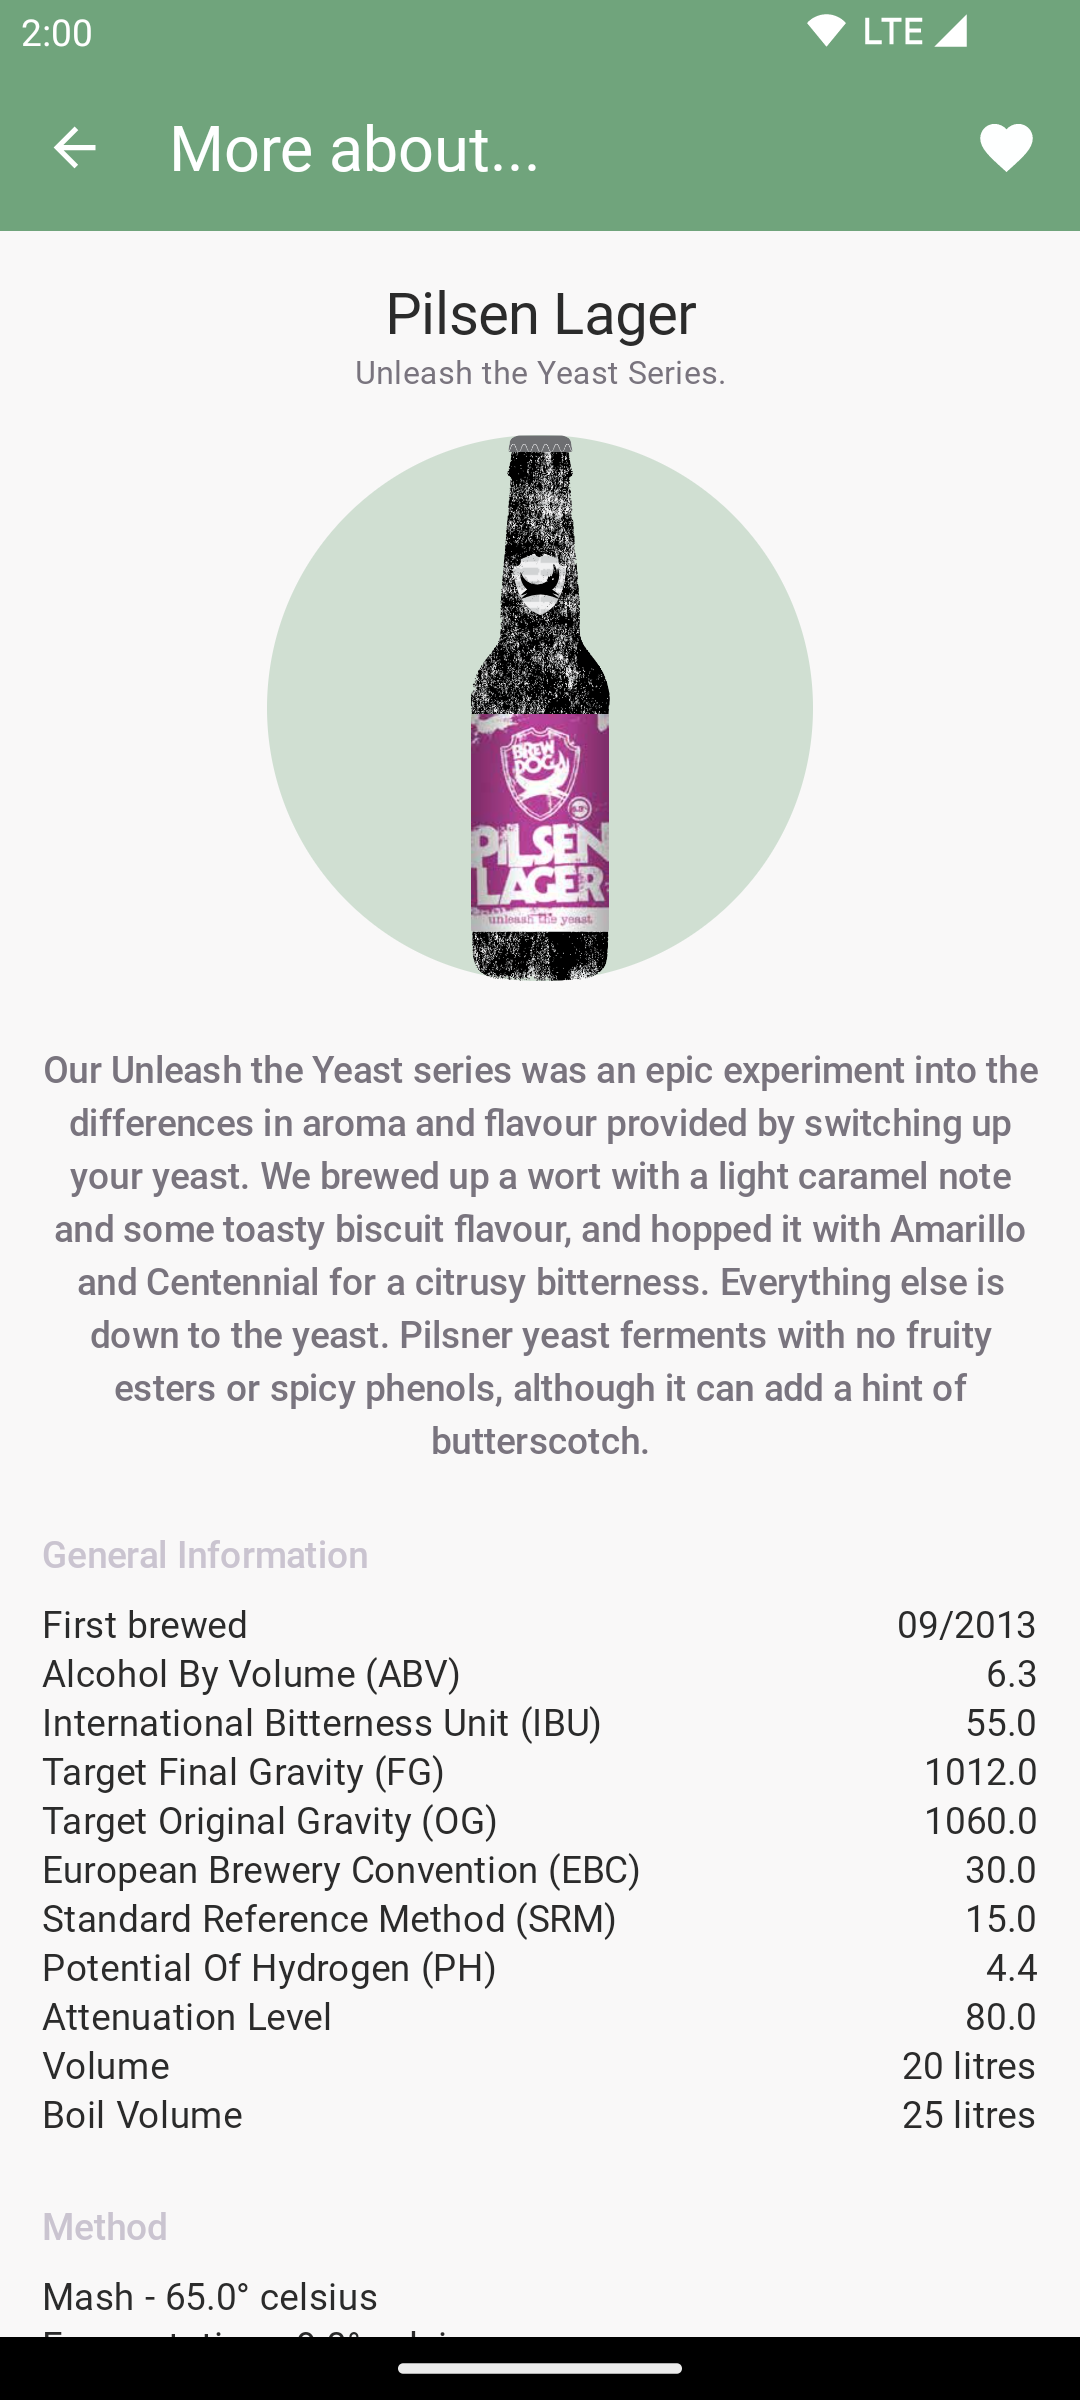 2:00
LTE
More about...
Pilsen Lager
Unleash the Yeast Series.
BREW
DOG
PILSEN
LAGER
unleash the yeast
Our Unleash the Yeast series was an epic experiment into the
differences in aroma and flavour provided by switching up
your yeast. We brewed up a wort with a light caramel note
and some toasty biscuit flavour, and hopped it with Amarillo
and Centennial for a citrusy bitterness. Everything else is
down to the yeast. Pilsner yeast ferments with no fruity
esters or spicy phenols, although it can add a hint of
butterscotch.
General Information
First brewed 09/2013
Alcohol By Volume (ABV) 6.3
International Bitterness Unit (IBU) 55.0
Target Final Gravity (FG) 1012.0
Target Original Gravity (OG) 1060.0
European Brewery Convention (EBC) 30.0
Standard Reference Method (SRM) 15.0
Potential Of Hydrogen (PH) 4.4
Attenuation Level 80.0
Volume 20 litres
Boil Volume 25 litres
Method
Mash - 65.0° celsius